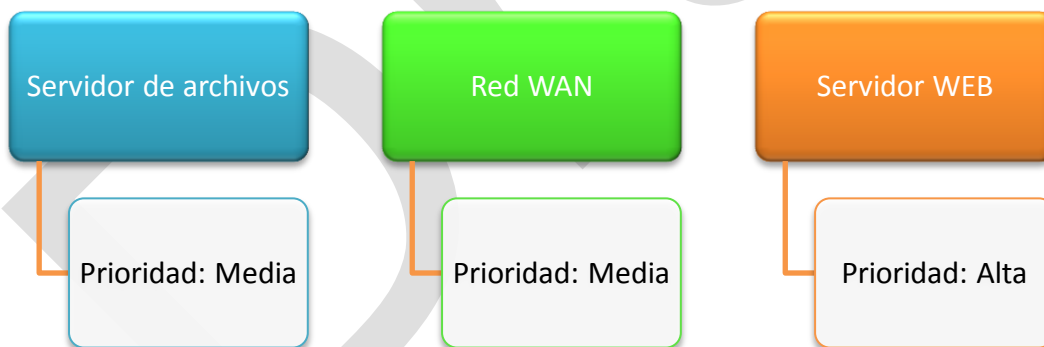 Servidor de archivos
Red WAN
Servidor WEB
Prioridad: Media
Prioridad: Media
Prioridad: Alta